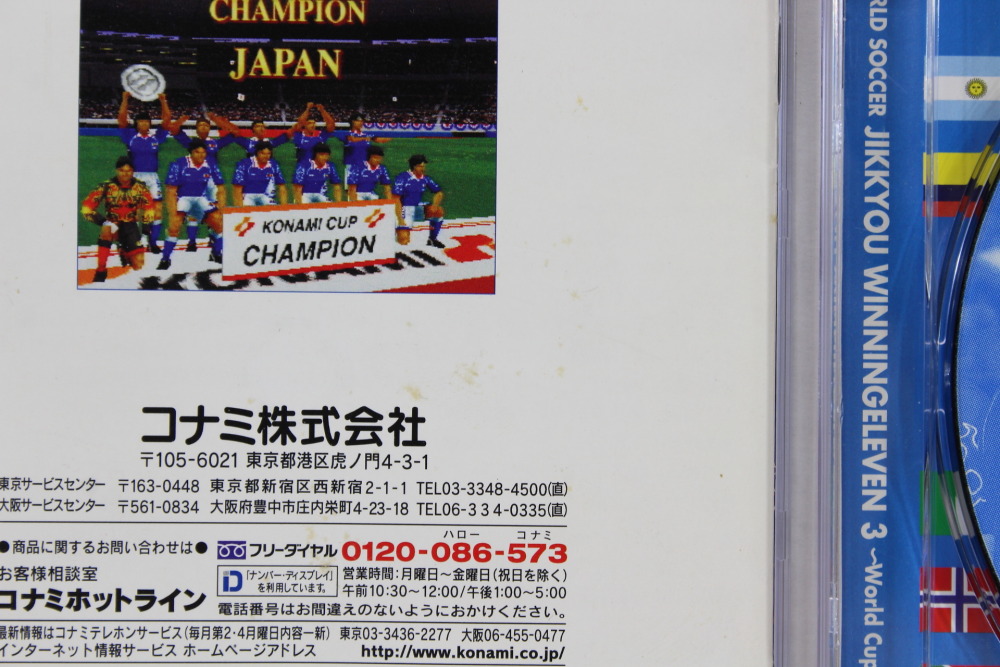 CHAMPION
JAPAN
KONAMI CUP
CHAMPION
KONAMI
コナミ株式会社
〒105-6021 東京都港区虎ノ門4-3-1
東京サービスセンター 〒163-0448 東京都新宿区西新宿2-1-1 TEL03-3348-4500(直)
大阪サービスセンター 〒561-0834 大阪府豊中市庄内栄町4-23-18 TEL06-334-0335(直)
ハロー コナミ
●商品に関するお問い合わせは● フリーダイヤル 0120-086-573
お客様相談室
コナミホットライン
D 「ナンバー・ディスプレイ」
を利用しています。
営業時間:月曜日~金曜日(祝日を除く)
午前10:30~12:00/午後1:00~5:00
電話番号はお間違えのないようにおかけください。
最新情報はコナミテレホンサービス(毎月第2・4月曜日内容一新) 東京03-3436-2277 大阪06-455-0477
インターネット情報サービス ホームページアドレス http://www.konami.co.jp/
RLD SOCCER JIKKYOU WINNINGELEVEN 3 ~World Cup